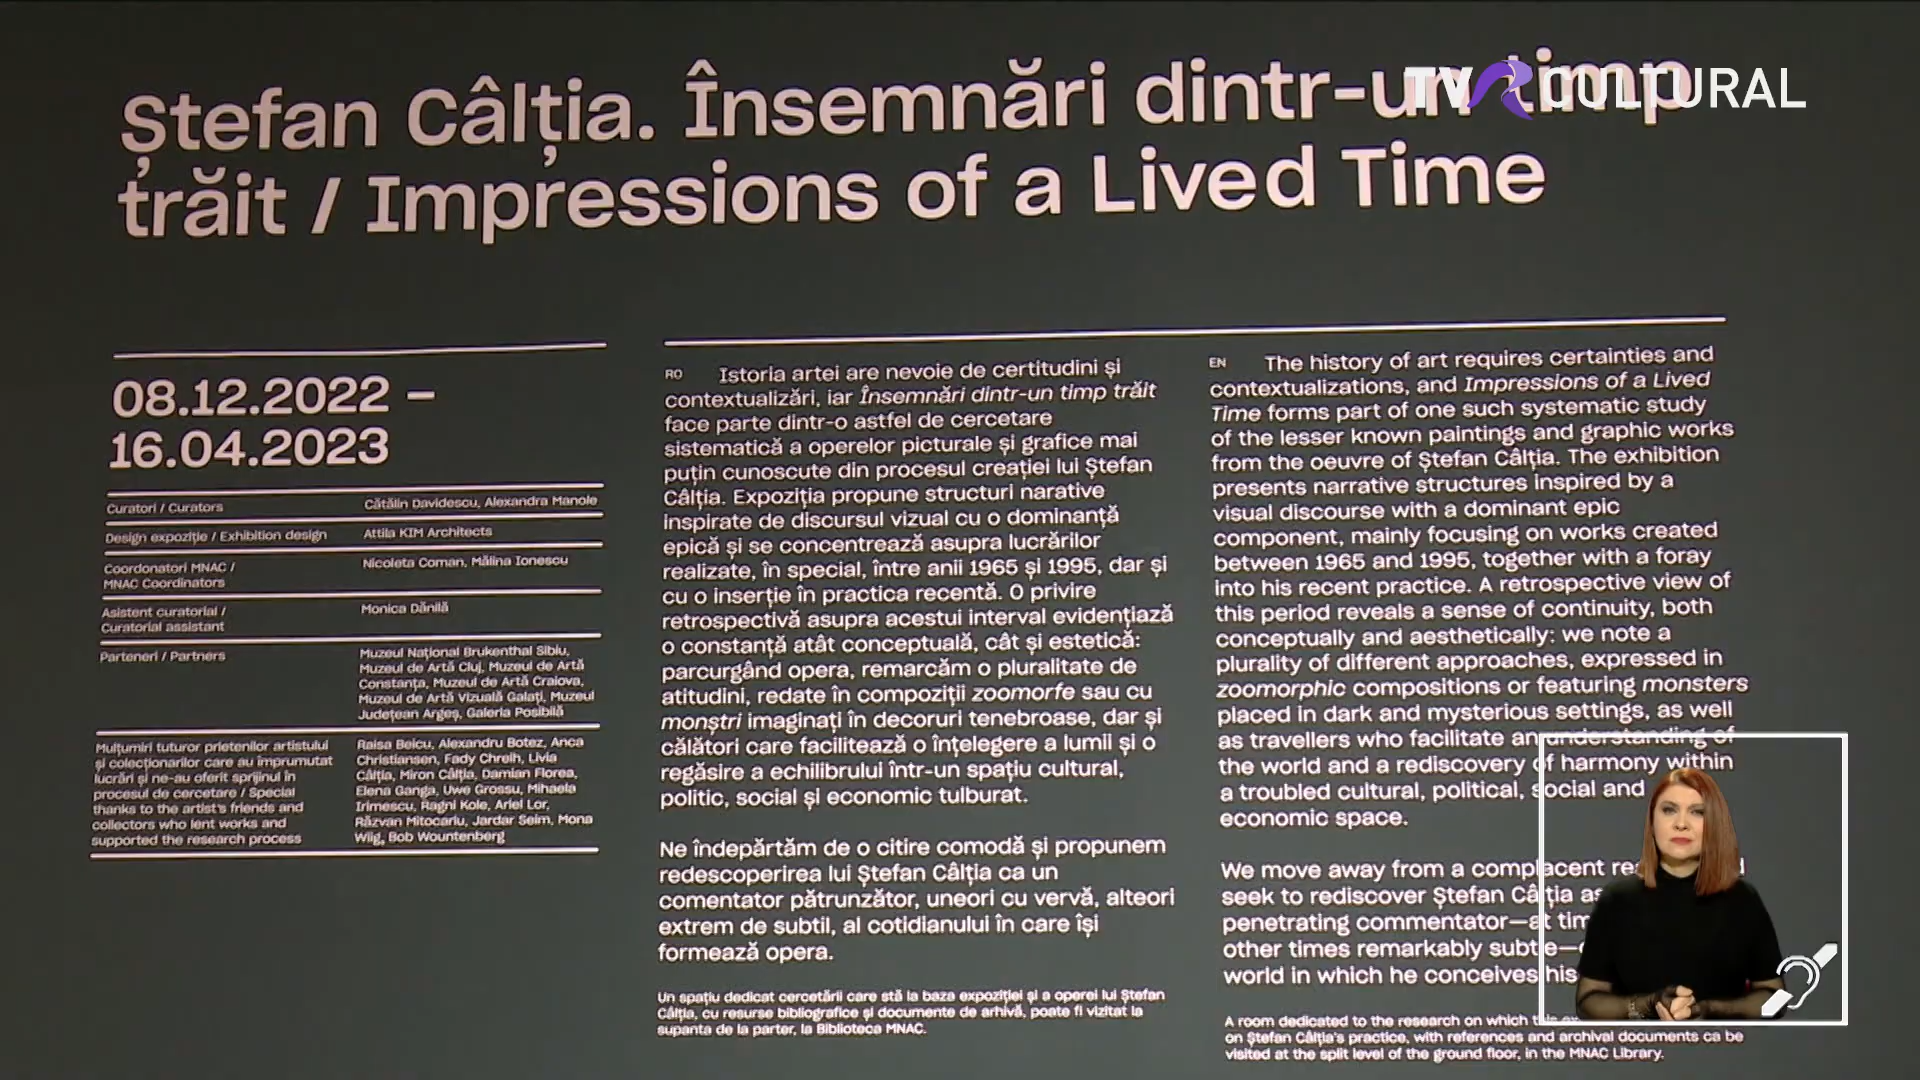 TVR CULTURAL
Ștefan Câlția. Însemnări dintr-un timp
trăit / Impressions of a Lived Time
08.12.2022 –
16.04.2023
Curatori / Curators
Cătălin Davidescu, Alexandra Manole
Design expoziție / Exhibition design
Attila KIM Architects
Coordonatori MNAC /
MNAC Coordinators
Nicoleta Coman, Mălina Ionescu
Asistent curatorial /
Curatorial assistant
Monica Dănilă
Parteneri / Partners
Muzeul Național Brukenthal Sibiu,
Muzeul de Artă Cluj, Muzeul de Artă
Constanța, Muzeul de Artă Craiova,
Muzeul de Artă Vizuală Galați, Muzeul
Județean Argeș, Galeria Posibilă
Mulțumiri tuturor prietenilor artistului
și colecționarilor care au împrumutat
lucrări și ne-au oferit sprijinul în
procesul de cercetare / Special
thanks to the artist's friends and
collectors who lent works and
supported the research process
Raisa Beicu, Alexandru Botez, Anca
Christiansen, Fady Chreih, Livia
Câlția, Miron Câlția, Damian Florea,
Elena Ganga, Uwe Grossu, Mihaela
Irimescu, Ragni Kole, Ariel Lor,
Răzvan Mitocariu, Jardar Seim, Mona
Wiig, Bob Wountenberg
RO Istoria artei are nevoie de certitudini și
contextualizări, iar Însemnări dintr-un timp trăit
face parte dintr-o astfel de cercetare
sistematică a operelor picturale și grafice mai
puțin cunoscute din procesul creației lui Ștefan
Câlția. Expoziția propune structuri narative
inspirate de discursul vizual cu o dominanță
epică și se concentrează asupra lucrărilor
realizate, în special, între anii 1965 și 1995, dar și
cu o inserție în practica recentă. O privire
retrospectivă asupra acestui interval evidențiază
o constanță atât conceptuală, cât și estetică:
parcurgând opera, remarcăm o pluralitate de
atitudini, redate în compoziții zoomorfe sau cu
monștri imaginați în decoruri tenebroase, dar și
călători care facilitează o înțelegere a lumii și o
regăsire a echilibrului într-un spațiu cultural,
politic, social și economic tulburat.
Ne îndepărtăm de o citire comodă și propunem
redescoperirea lui Ștefan Câlția ca un
comentator pătrunzător, uneori cu vervă, alteori
extrem de subtil, al cotidianului în care își
formează opera.
Un spațiu dedicat cercetării care stă la baza expoziției și a operei lui Ștefan
Câlția, cu resurse bibliografice și documente de arhivă, poate fi vizitat la
supanta de la parter, la Biblioteca MNAC.
EN The history of art requires certainties and
contextualizations, and Impressions of a Lived
Time forms part of one such systematic study
of the lesser known paintings and graphic works
from the oeuvre of Ștefan Câlția. The exhibition
presents narrative structures inspired by a
visual discourse with a dominant epic
component, mainly focusing on works created
between 1965 and 1995, together with a foray
into his recent practice. A retrospective view of
this period reveals a sense of continuity, both
conceptually and aesthetically: we note a
plurality of different approaches, expressed in
zoomorphic compositions or featuring monsters
placed in dark and mysterious settings, as well
as travellers who facilitate an understanding of
the world and a rediscovery of harmony within
a troubled cultural, political, social and
economic space.
We move away from a complacent
seek to rediscover Ștefan Câlția as
penetrating commentator—at
other times remarkably subtle—
world in which he conceives his
A room dedicated to the research on which
on Ștefan Câlția's practice, with references and archival documents ca be
visited at the split level of the ground floor, in the MNAC Library.